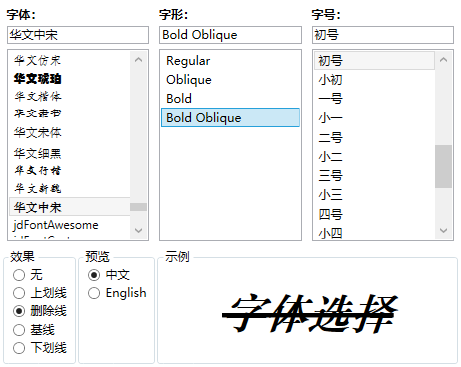 字体：
字形：
字号：
华文中宋
Bold Oblique
初号
华文仿宋
华文琥珀
华文楷体
华文隶书
华文宋体
华文细黑
华文行楷
华文新魏
华文中宋
jdFontAwesome
Regular
Oblique
Bold
Bold Oblique
初号
小初
一号
小一
二号
小二
三号
小三
四号
小四
效果
无
上划线
删除线
基线
下划线
预览
中文
English
示例
字体选择